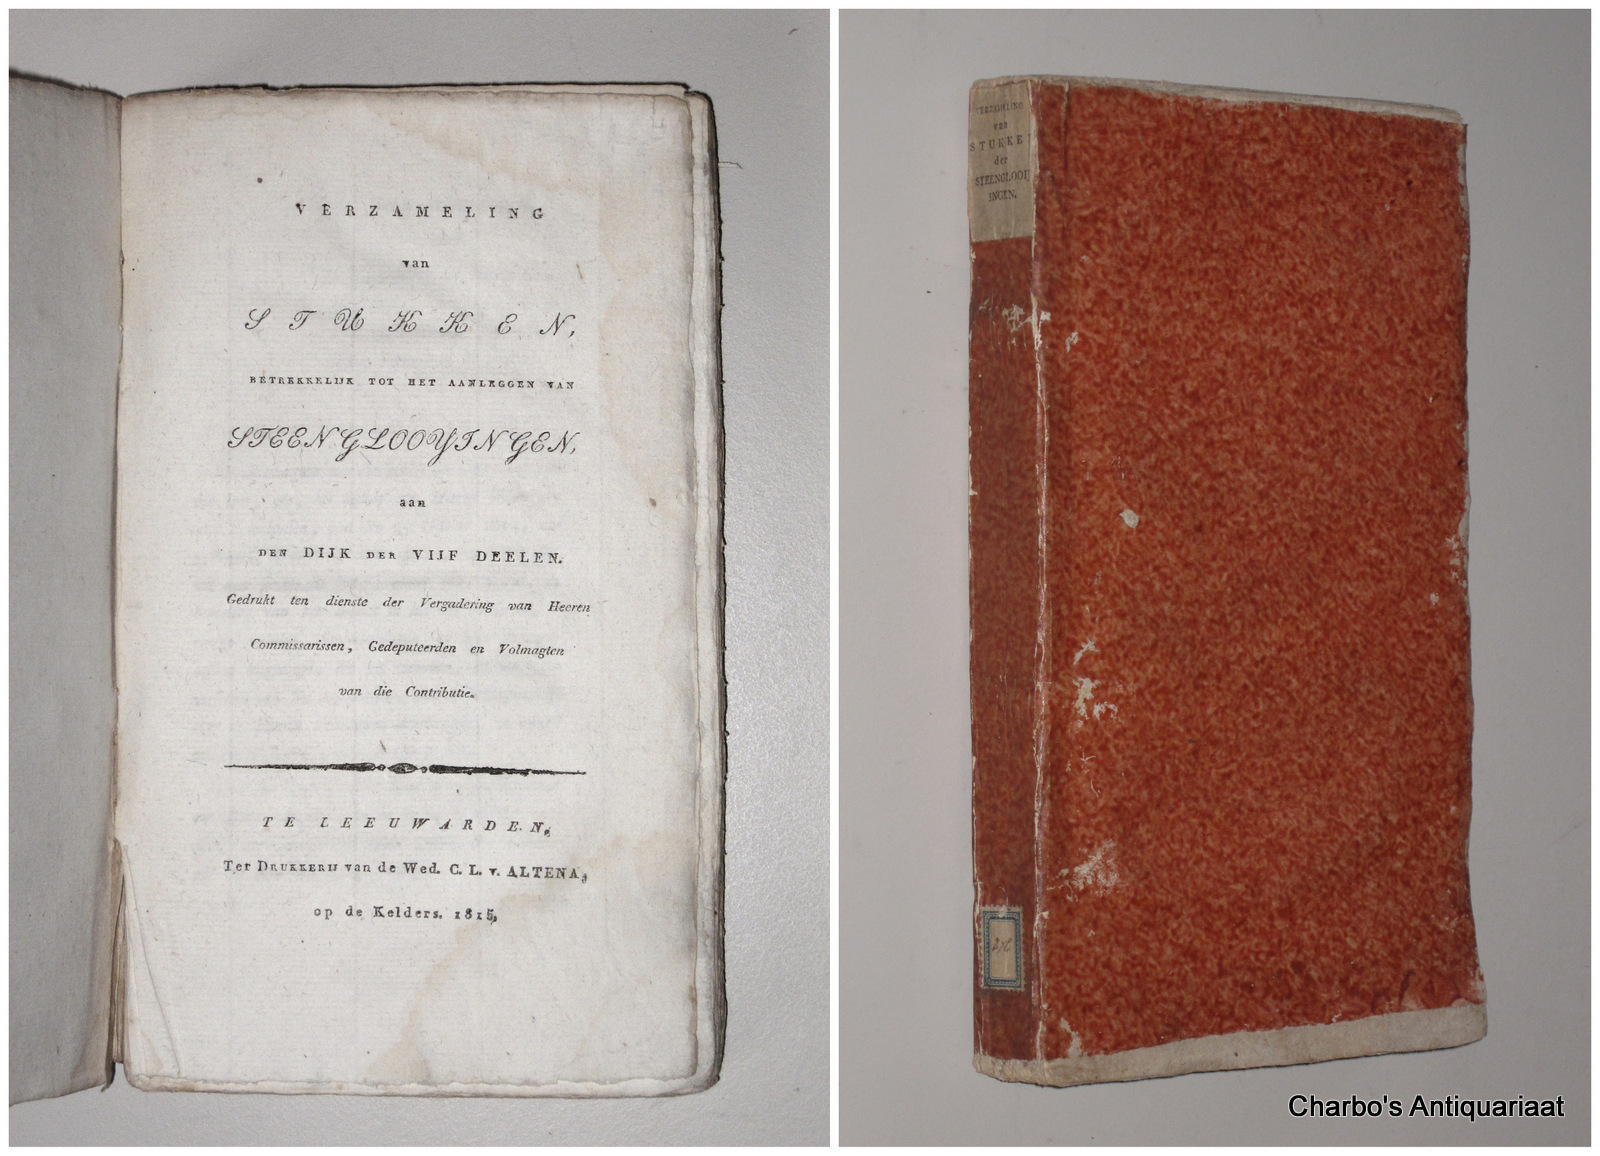 VERZAMELING
van
STUKKEN,
BETREKKELIJK TOT HET AANLEGGEN VAN
STEENGLOOYINGEN,
aan
DEN DIJK DER VIJF DEELEN.
Gedrukt ten dienste der Vergadering van Heeren
Commissarissen, Gedeputeerden en Volmagten
van die Contributie.
TE LEEUWARDEN,
Ter DRUKKERIJ van de Wed. C. L. v. ALTENA,
op de Kelders. 1815,
VERZAMELING
van
STUKKE
der
STEENGLOOIJ
INGEN.
Charbo's Antiquariaat